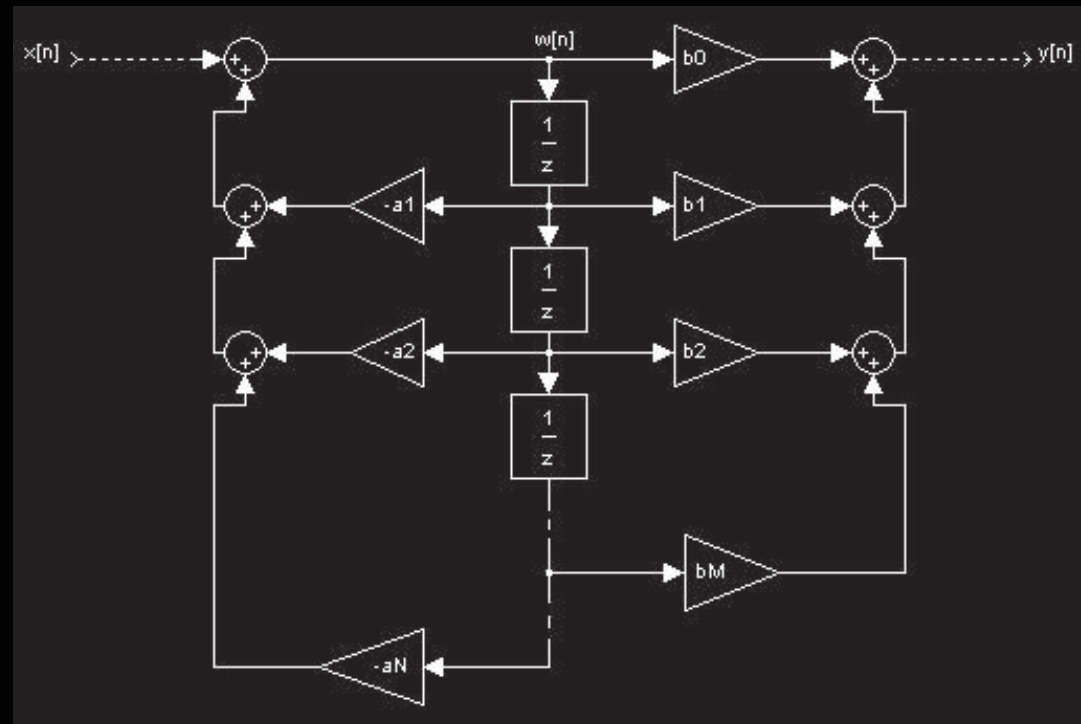 w[n]
x[n] + + b0 + + y[n]
1
z
+ + -a1 b1 + +
1
z
+ + -a2 b2 + +
1
z
bM
-aN